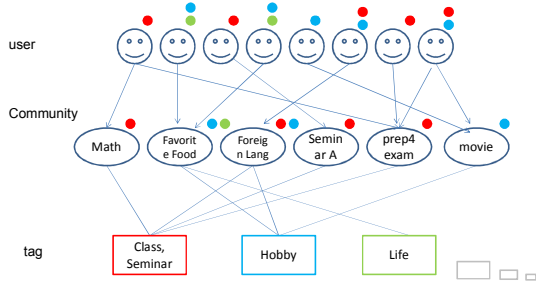 user
Community
Math
Favorit
e Food
Foreig
n Lang
Semin
ar A
prep4
exam
movie
tag
Class,
Seminar
Hobby
Life